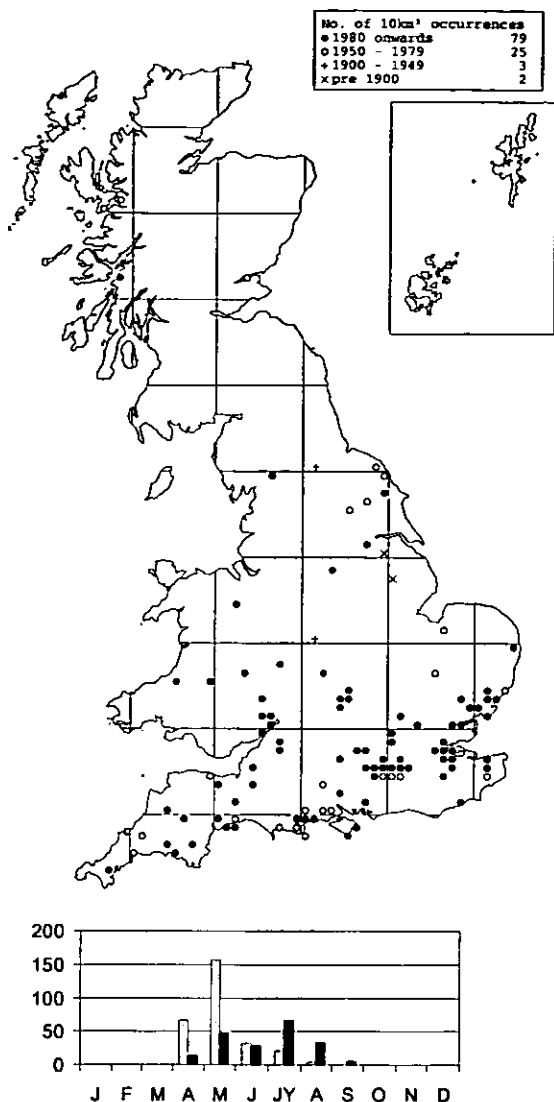 No. of 10km² occurrences
● 1980 onwards 79
○ 1950 - 1979 25
+ 1900 - 1949 3
× pre 1900 2
200
150
100
50
0
J F M A M J JY A S O N D